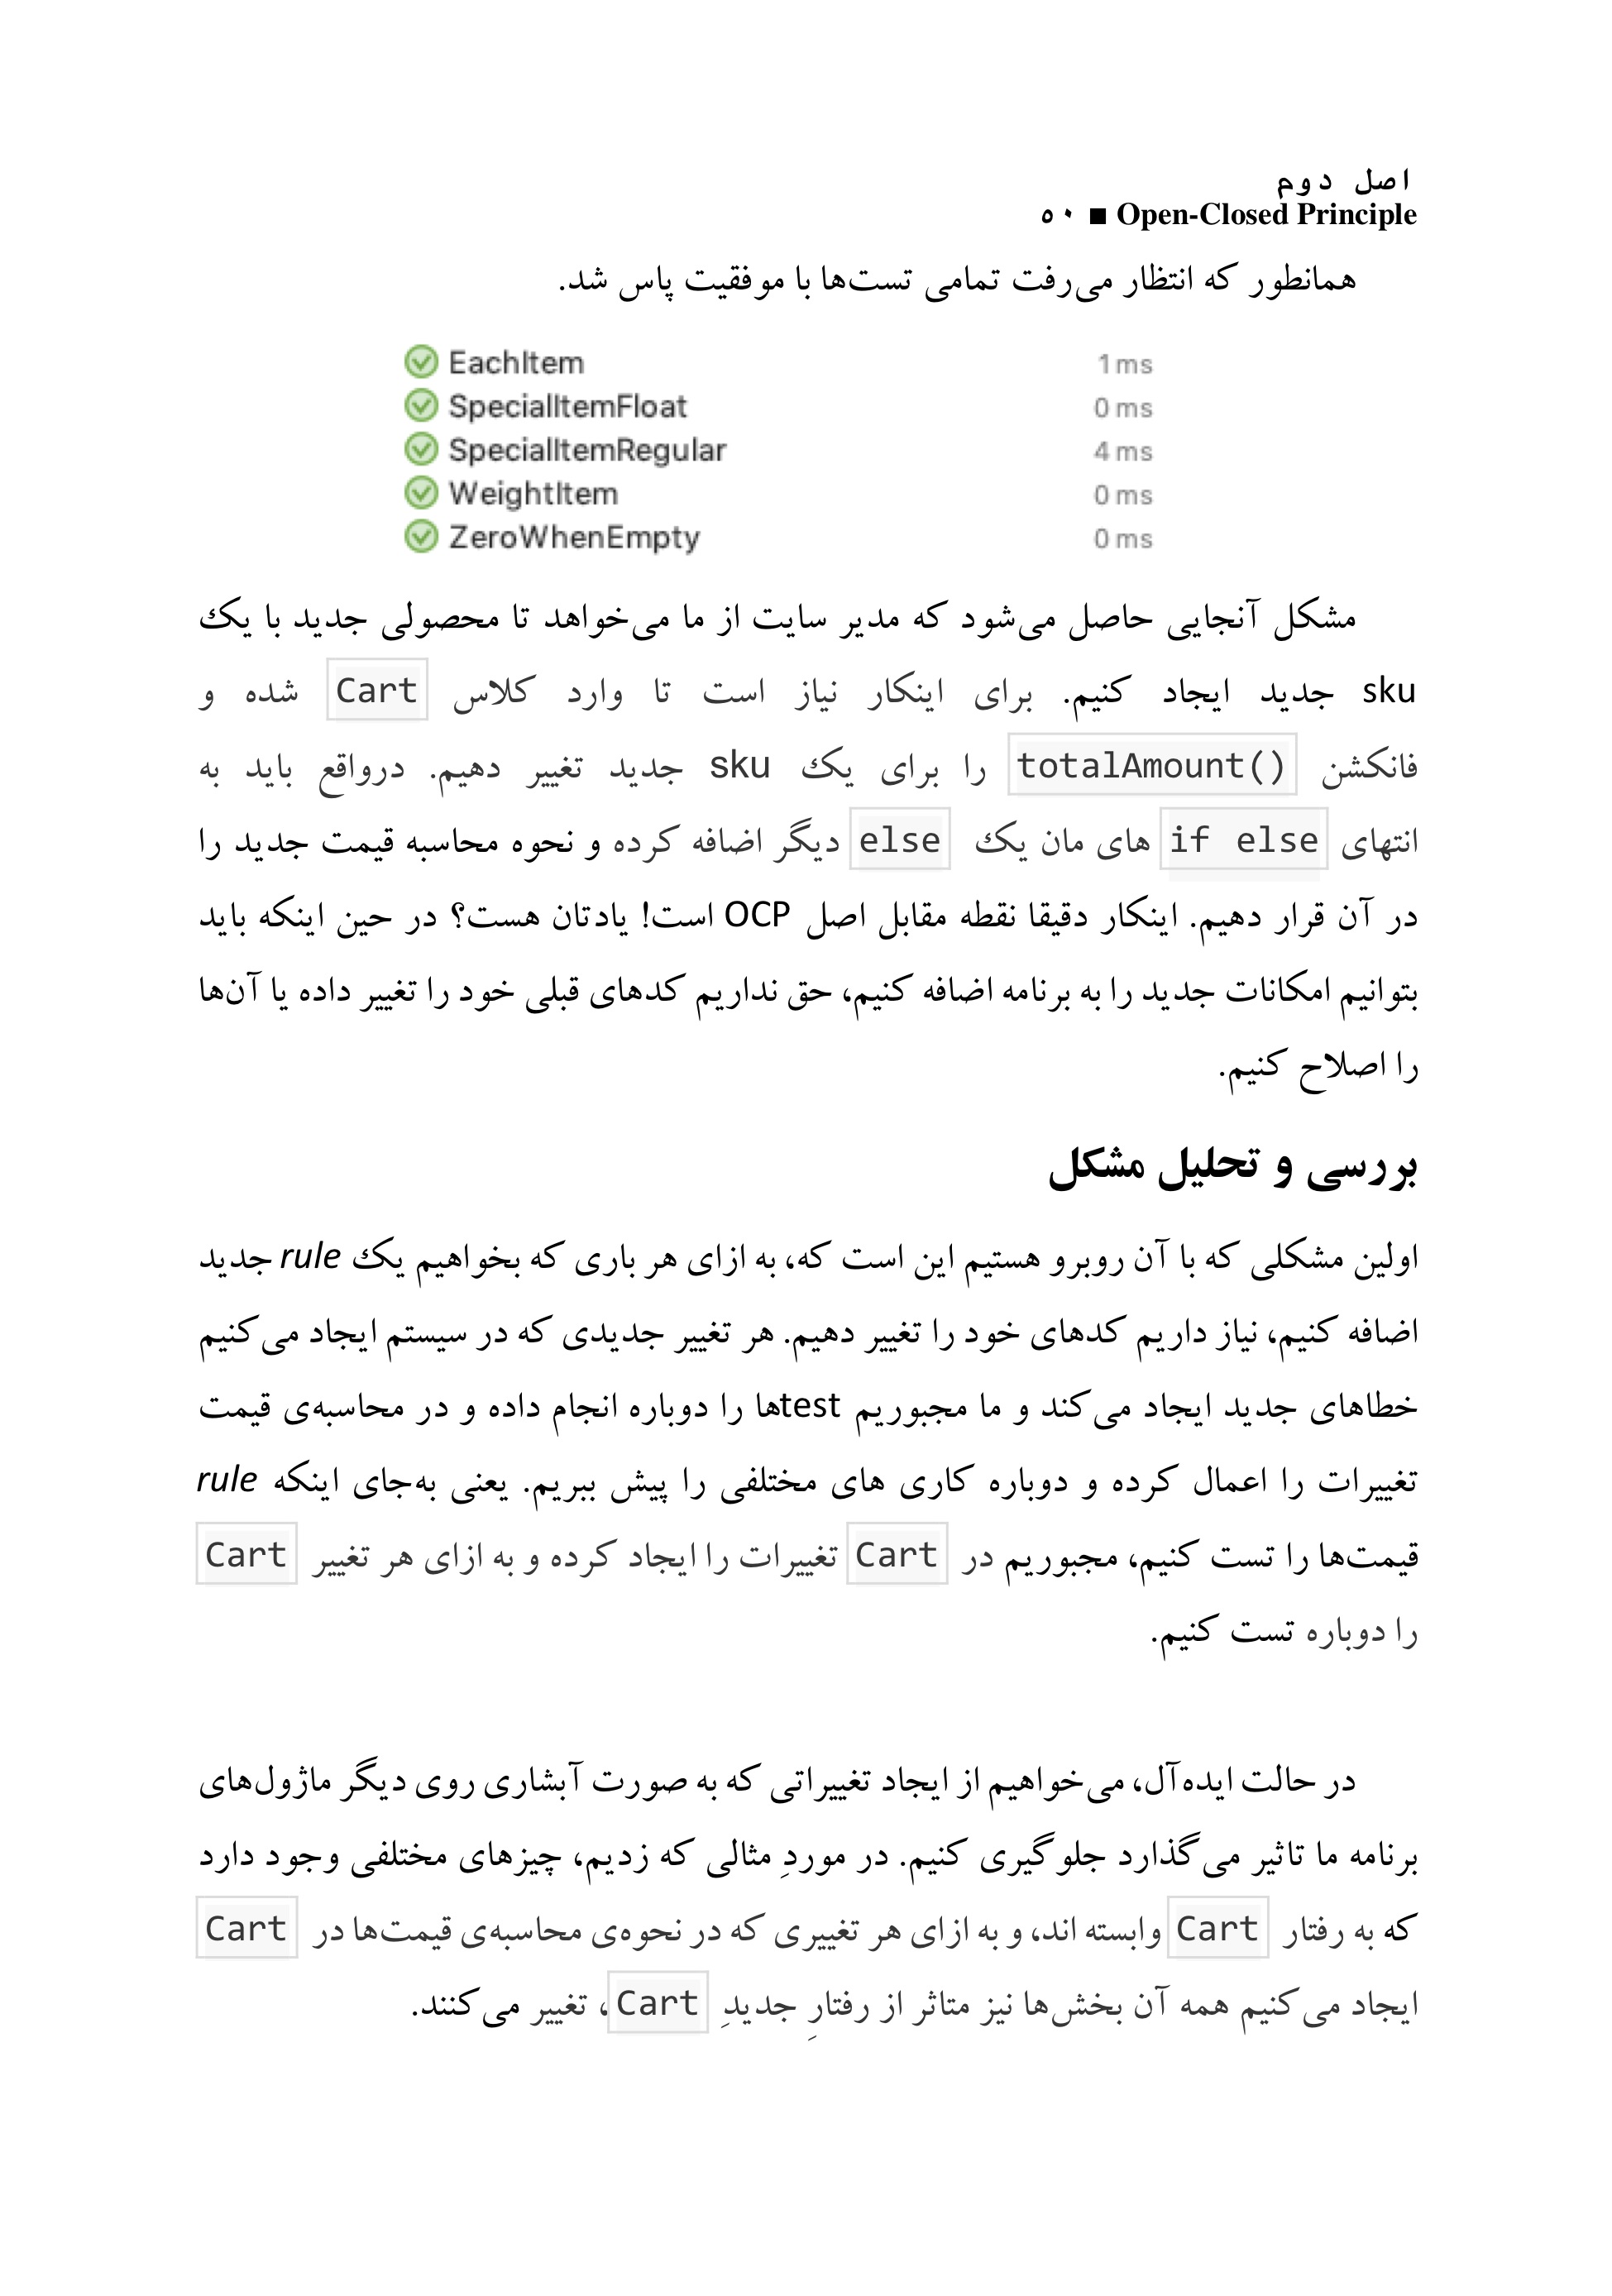 اصل دوم
Open-Closed Principle ■ ۵۰
همانطور که انتظار می‌رفت تمامی تست‌ها با موفقیت پاس شد.
EachItem 1 ms
SpecialItemFloat 0 ms
SpecialItemRegular 4 ms
WeightItem 0 ms
ZeroWhenEmpty 0 ms
مشکل آنجایی حاصل می‌شود که مدیر سایت از ما می‌خواهد تا محصولی جدید با یک
sku جدید ایجاد کنیم. برای اینکار نیاز است تا وارد کلاس Cart شده و
فانکشن totalAmount() را برای یک sku جدید تغییر دهیم. درواقع باید به
انتهای if else های مان یک else دیگر اضافه کرده و نحوه محاسبه قیمت جدید را
در آن قرار دهیم. اینکار دقیقا نقطه مقابل اصل OCP است! یادتان هست؟ در حین اینکه باید
بتوانیم امکانات جدید را به برنامه اضافه کنیم، حق نداریم کدهای قبلی خود را تغییر داده یا آن‌ها
را اصلاح کنیم.
بررسی و تحلیل مشکل
اولین مشکلی که با آن روبرو هستیم این است که، به ازای هر باری که بخواهیم یک rule جدید
اضافه کنیم، نیاز داریم کدهای خود را تغییر دهیم. هر تغییر جدیدی که در سیستم ایجاد می‌کنیم
خطاهای جدید ایجاد می‌کند و ما مجبوریم testها را دوباره انجام داده و در محاسبه‌ی قیمت
تغییرات را اعمال کرده و دوباره کاری های مختلفی را پیش ببریم. یعنی به‌جای اینکه rule
قیمت‌ها را تست کنیم، مجبوریم در Cart تغییرات را ایجاد کرده و به ازای هر تغییر Cart
را دوباره تست کنیم.
در حالت ایده‌آل، می‌خواهیم از ایجاد تغییراتی که به صورت آبشاری روی دیگر ماژول‌های
برنامه ما تاثیر می‌گذارد جلوگیری کنیم. در موردِ مثالی که زدیم، چیزهای مختلفی وجود دارد
که به رفتار Cart وابسته اند، و به ازای هر تغییری که در نحوه‌ی محاسبه‌ی قیمت‌ها در Cart
ایجاد می‌کنیم همه آن بخش‌ها نیز متاثر از رفتارِ جدیدِ Cart، تغییر می‌کنند.